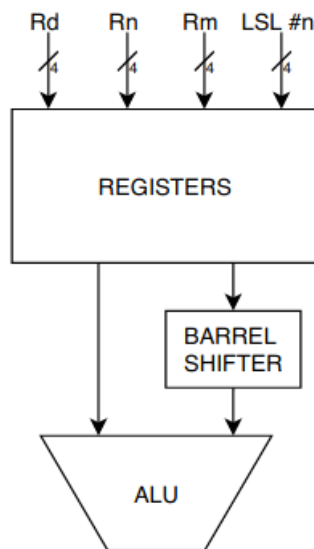 Rd Rn Rm LSL #n
4 4 4 4
REGISTERS
BARREL
SHIFTER
ALU